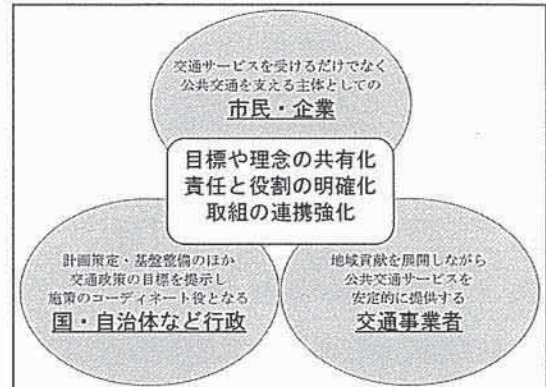 交通サービスを受けるだけでなく
公共交通を支える主体としての
市民・企業
目標や理念の共有化
責任と役割の明確化
取組の連携強化
計画策定・基盤整備のほか
交通政策の目標を提示し
施策のコーディネート役となる
国・自治体など行政
地域貢献を展開しながら
公共交通サービスを
安定的に提供する
交通事業者